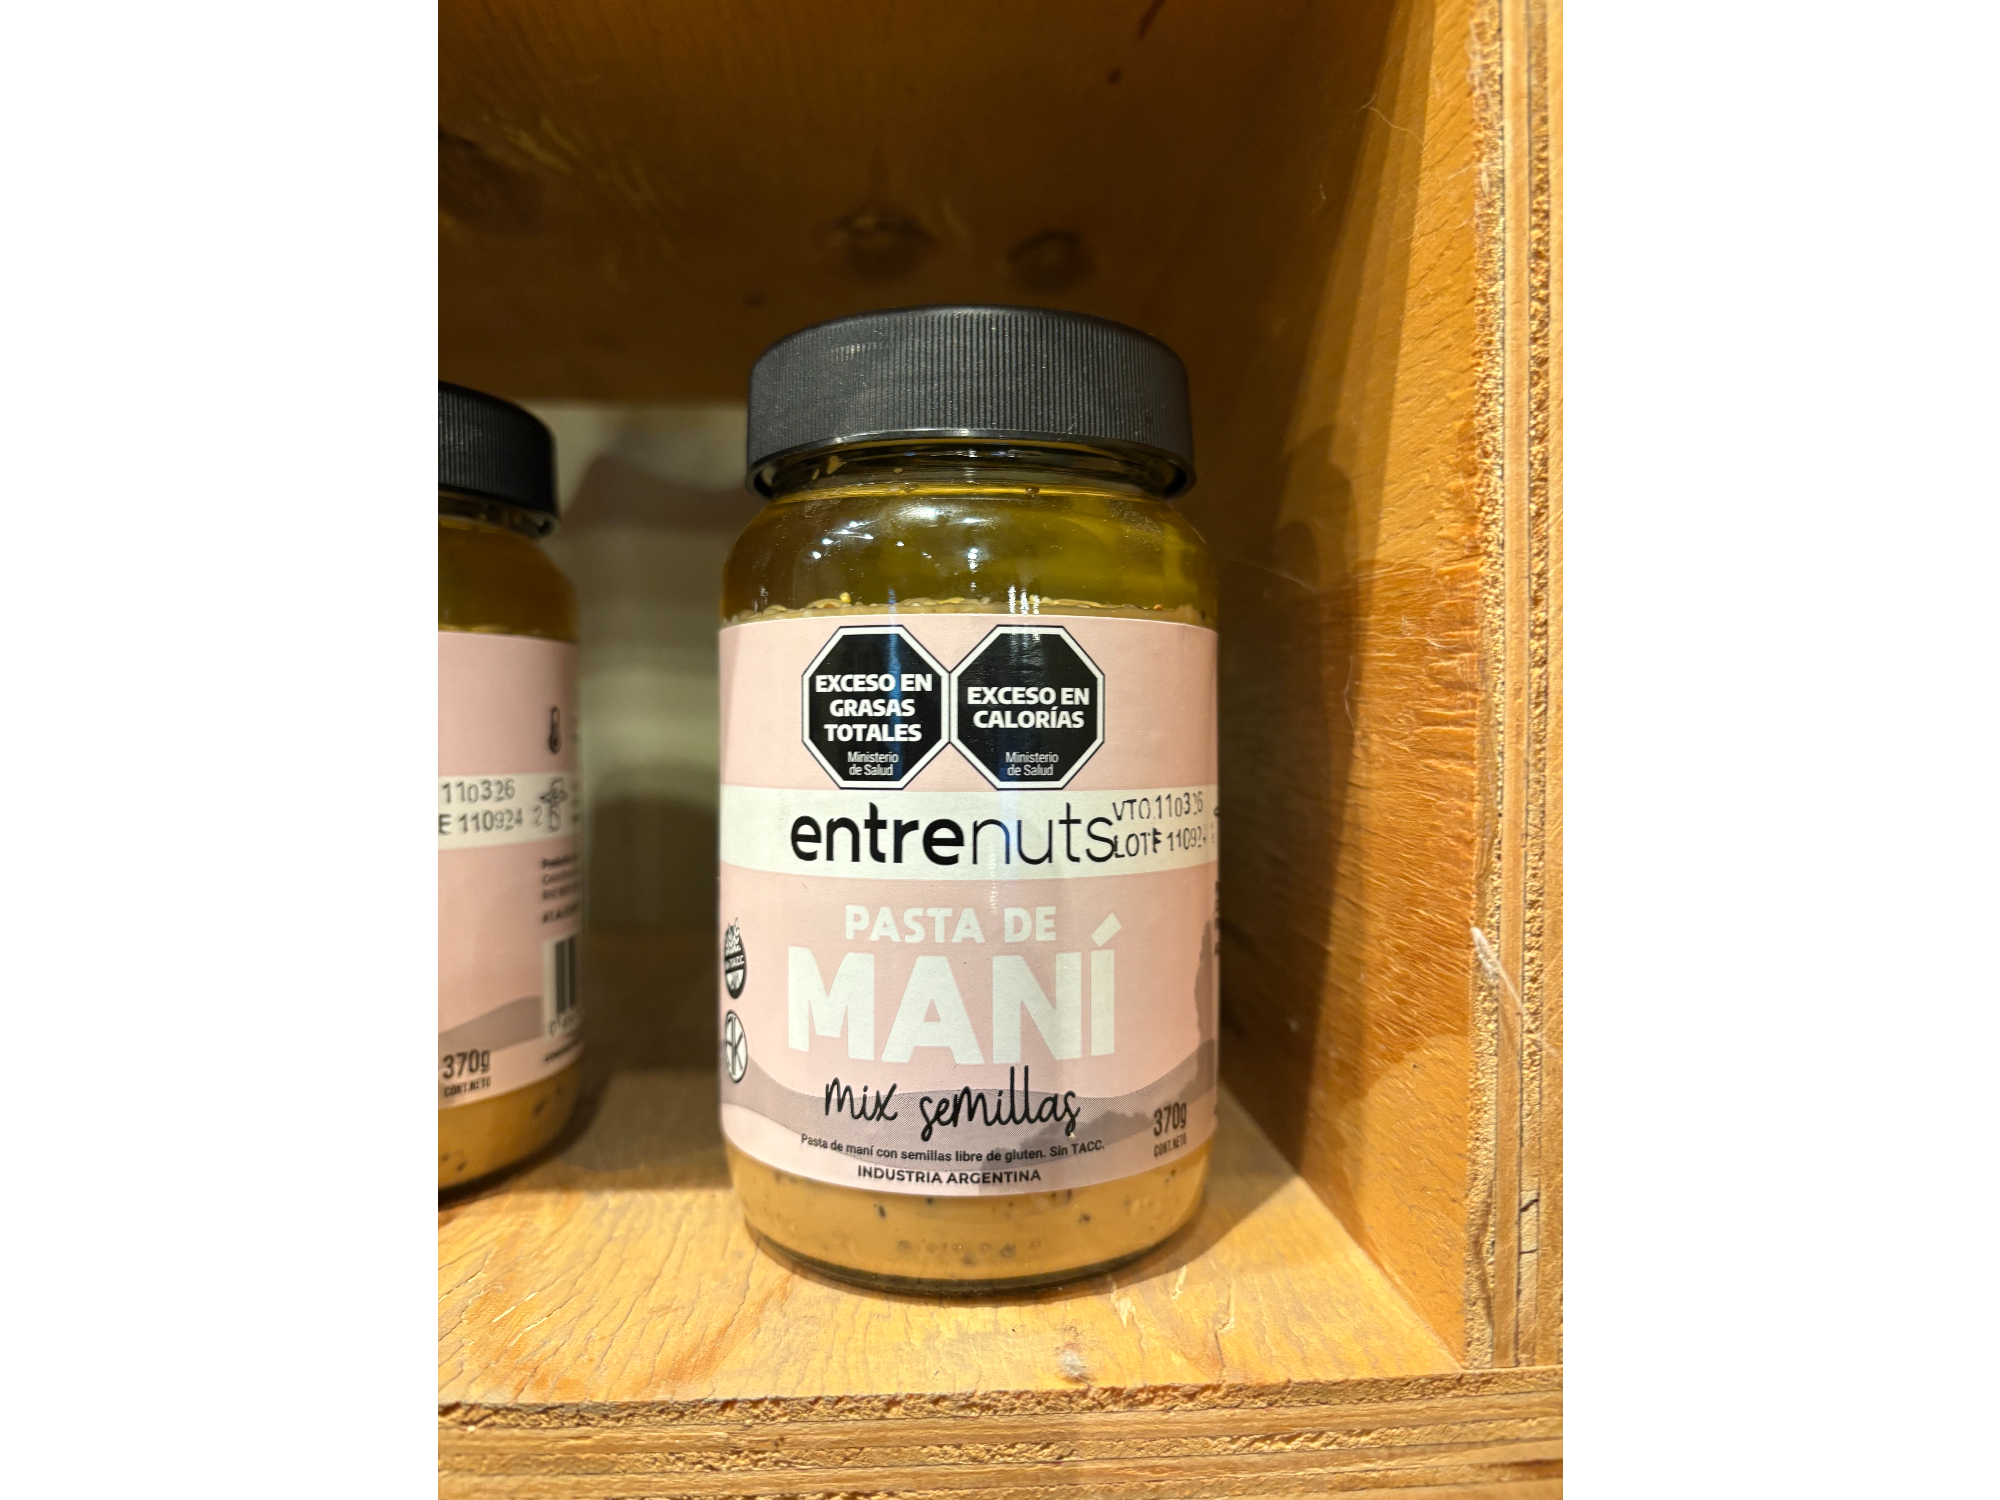 EXCESO EN
GRASAS
TOTALES
Ministerio
de Salud
EXCESO EN
CALORÍAS
Ministerio
de Salud
entrenuts
VTO 110326
LOTE 110924
PASTA DE
MANÍ
mix semillas
Pasta de maní con semillas libre de gluten. Sin TACC.
INDUSTRIA ARGENTINA
370g
CONT.NETO
110326
E 110924 2
370g
CONT.NETO